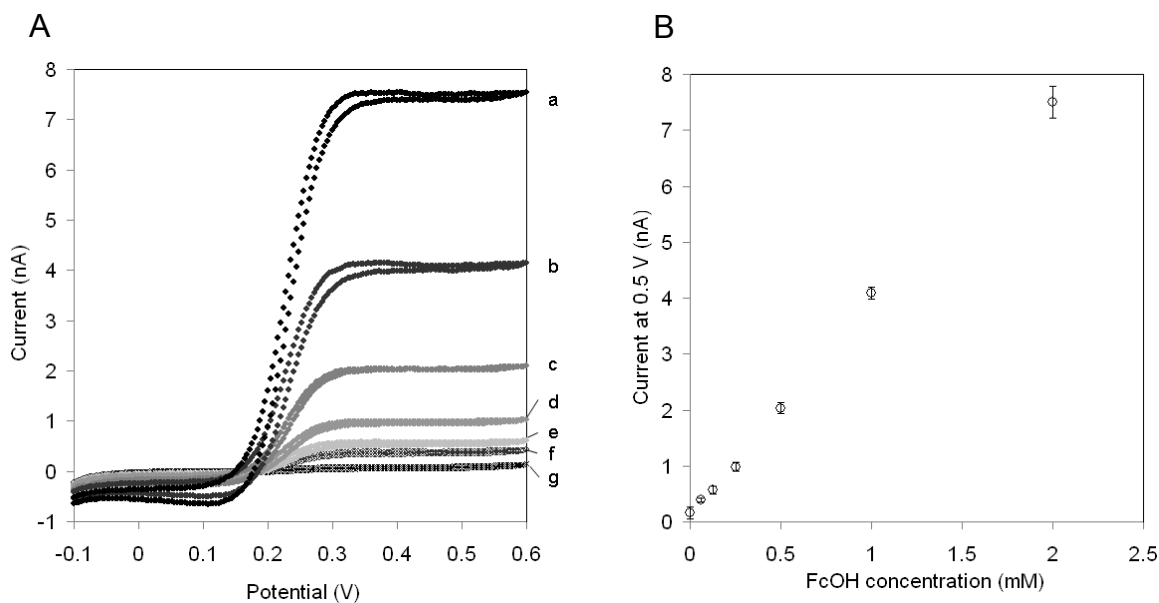 A
8
7
6
5
4
3
2
1
0
-1
Current (nA)
-0.1 0 0.1 0.2 0.3 0.4 0.5 0.6
Potential (V)
a
b
c
d
e
f
g
B
8
7
6
5
4
3
2
1
0
Current at 0.5 V (nA)
0 0.5 1 1.5 2 2.5
FcOH concentration (mM)